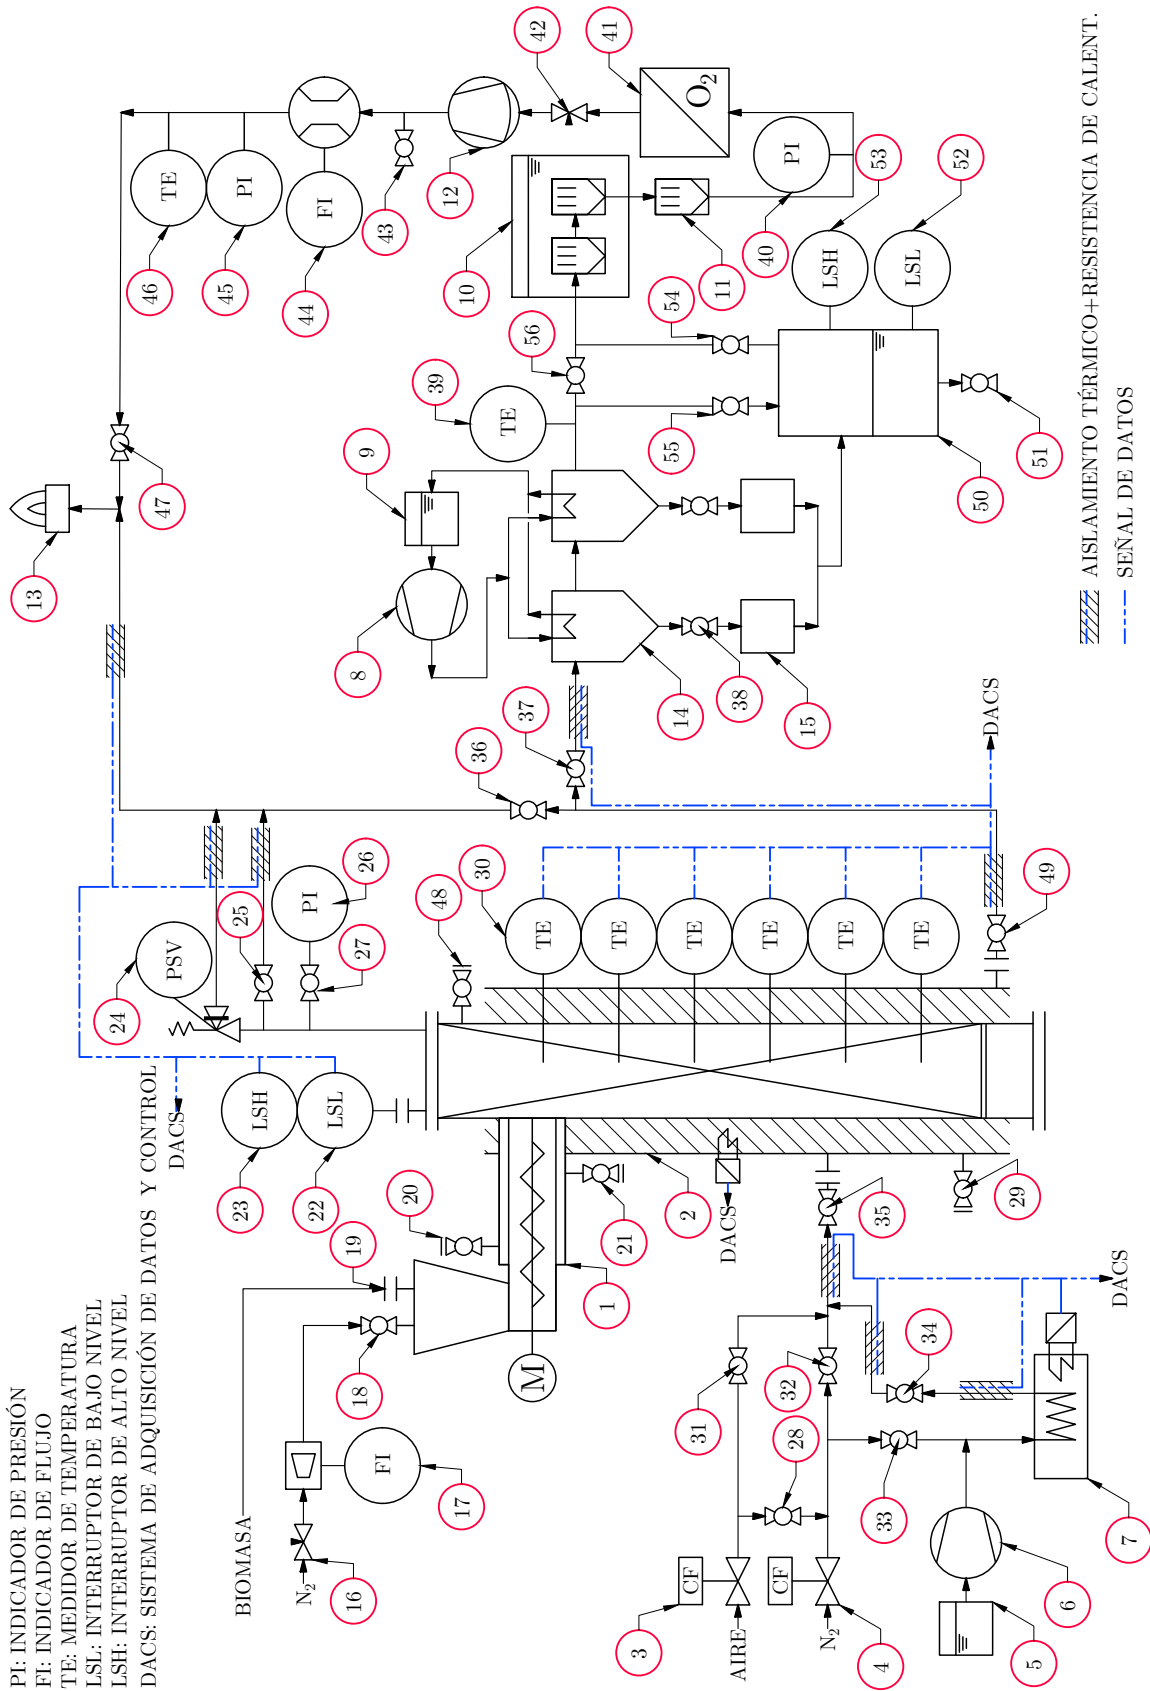 PI: INDICADOR DE PRESIÓN
FI: INDICADOR DE FLUJO
TE: MEDIDOR DE TEMPERATURA
LSL: INTERRUPTOR DE BAJO NIVEL
LSH: INTERRUPTOR DE ALTO NIVEL
DACS: SISTEMA DE ADQUISICIÓN DE DATOS Y CONTROL
DACS
BIOMASA
N2
16
FI
17
18
19
20
21
M
1
2
DACS
22
LSL
23
LSH
24
PSV
25
PI
26
27
48
30
TE
TE
TE
TE
TE
TE
49
DACS
29
35
AIRE
CF
3
N2
CF
4
5
6
7
28
31
32
33
34
DACS
36
37
13
47
8
9
14
38
15
39
TE
56
55
54
50
51
LSH
53
LSL
52
10
11
PI
40
O2
41
42
12
43
FI
44
PI
45
TE
46
AISLAMIENTO TÉRMICO+RESISTENCIA DE CALENT.
SEÑAL DE DATOS